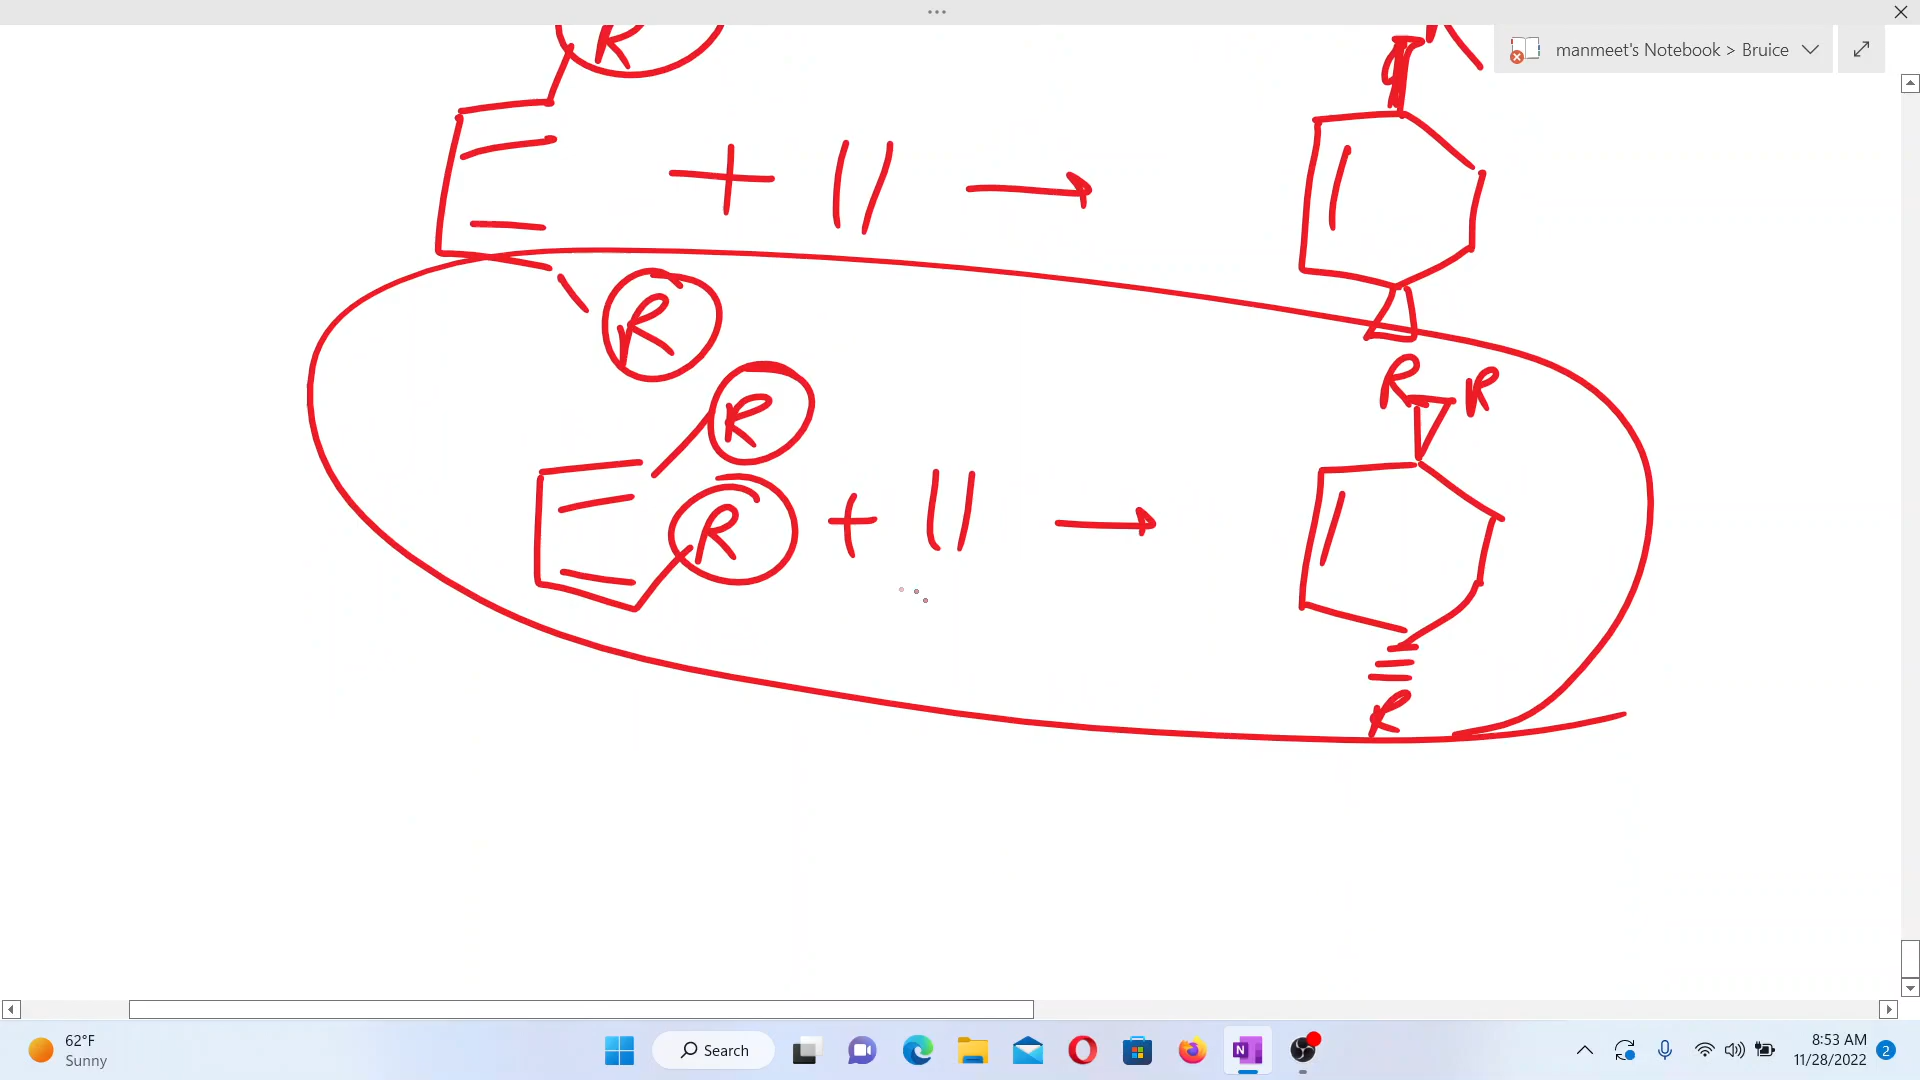 manmeet's Notebook > Bruice
R
R
R
R
R
R + || →
R
62°F
Sunny
Search
8:53 AM
11/28/2022
2